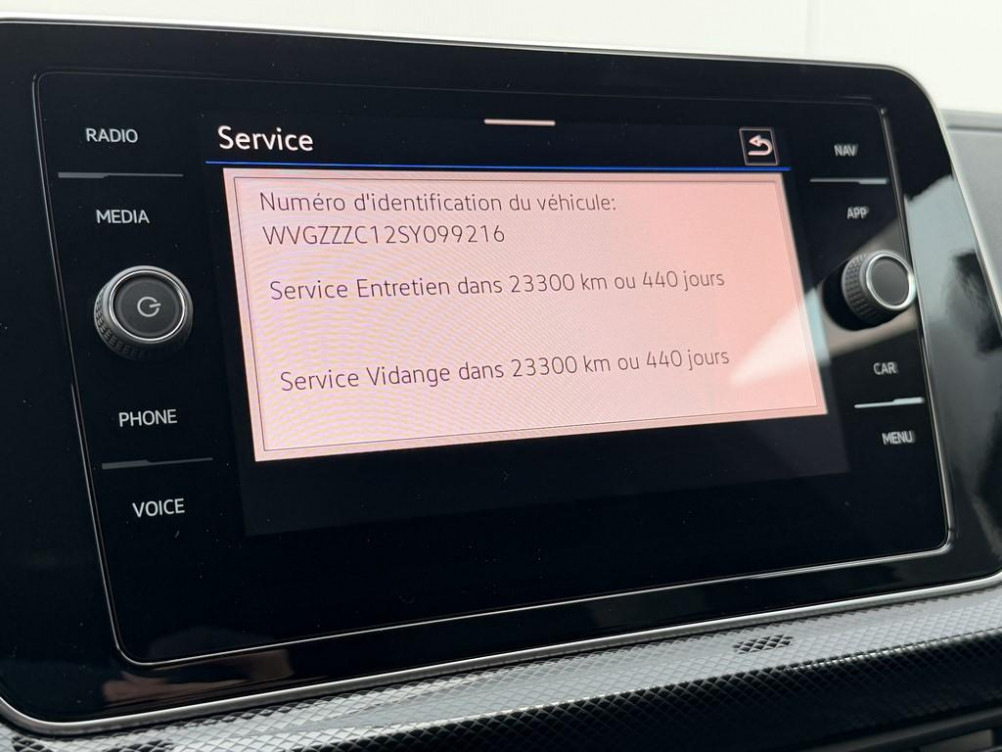 RADIO
MEDIA
PHONE
VOICE
Service
Numéro d'identification du véhicule:
WVGZZZC12SY099216
Service Entretien dans 23300 km ou 440 jours
Service Vidange dans 23300 km ou 440 jours
NAV
APP
CAR
MENU